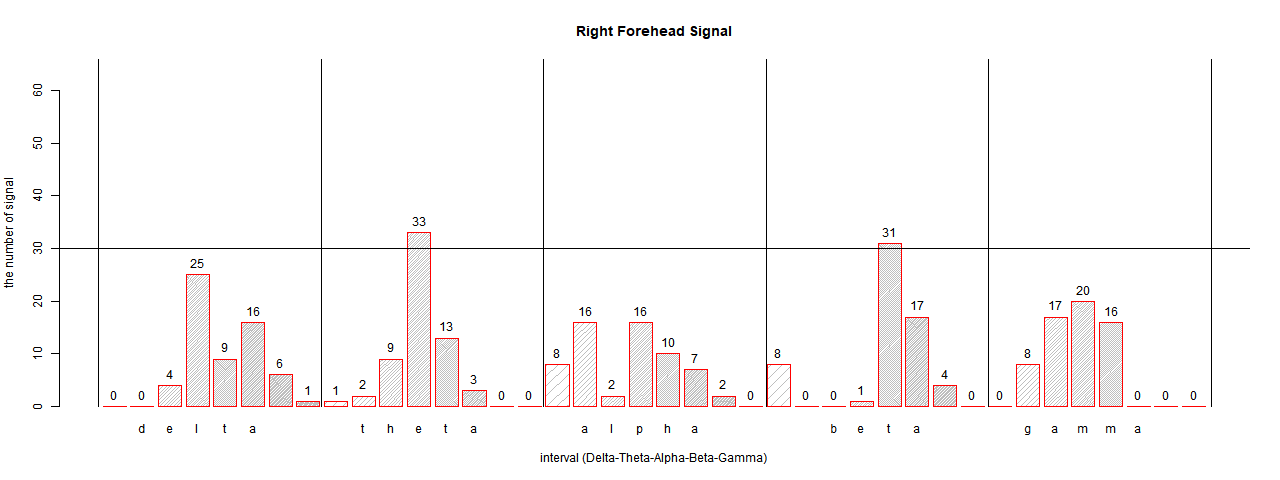 Right Forehead Signal
the number of signal
60
50
40
30
20
10
0
0 0 4 25 9 16 6 1 1 2 9 33 13 3 0 0 8 16 2 16 10 7 2 0 8 0 0 1 31 17 4 0 0 8 17 20 16 0 0 0
d e l t a t h e t a a l p h a b e t a g a m m a
interval (Delta-Theta-Alpha-Beta-Gamma)